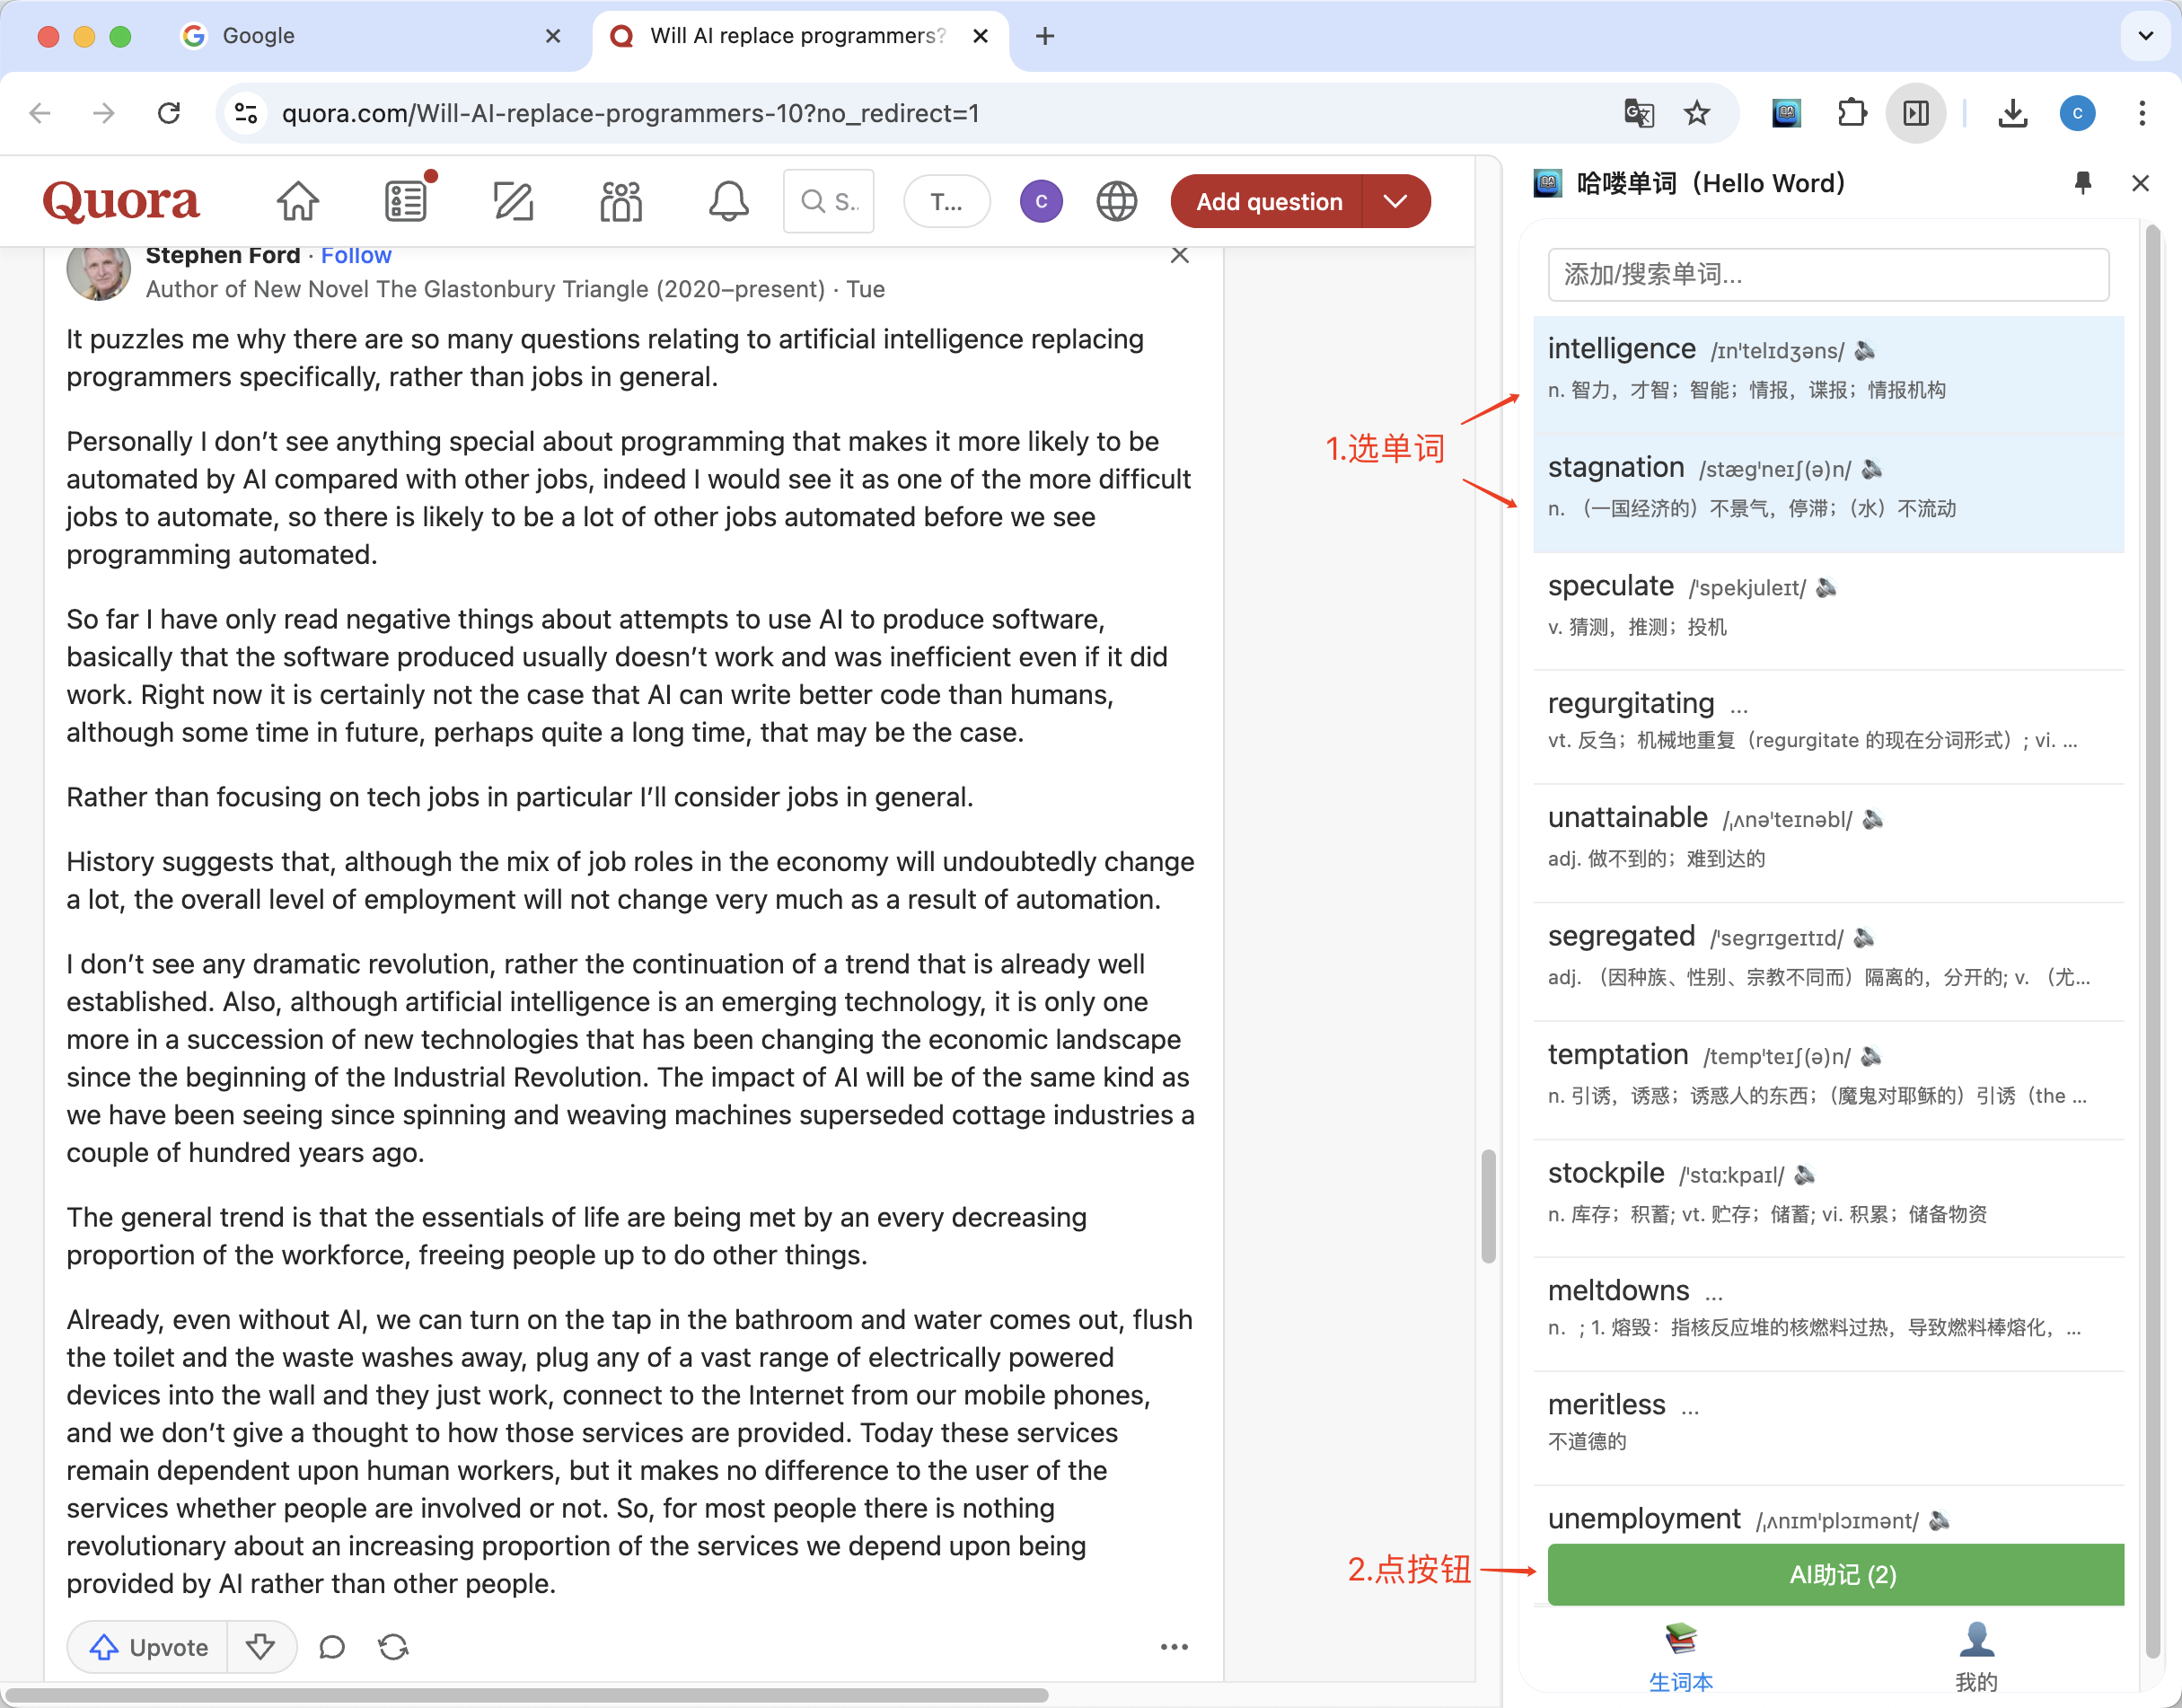 Google
Will AI replace programmers?
quora.com/Will-AI-replace-programmers-10?no_redirect=1
C
Quora
S..
T...
C
Add question
Stephen Ford · Follow
Author of New Novel The Glastonbury Triangle (2020–present) · Tue
It puzzles me why there are so many questions relating to artificial intelligence replacing
programmers specifically, rather than jobs in general.
Personally I don’t see anything special about programming that makes it more likely to be
automated by AI compared with other jobs, indeed I would see it as one of the more difficult
jobs to automate, so there is likely to be a lot of other jobs automated before we see
programming automated.
So far I have only read negative things about attempts to use AI to produce software,
basically that the software produced usually doesn’t work and was inefficient even if it did
work. Right now it is certainly not the case that AI can write better code than humans,
although some time in future, perhaps quite a long time, that may be the case.
Rather than focusing on tech jobs in particular I’ll consider jobs in general.
History suggests that, although the mix of job roles in the economy will undoubtedly change
a lot, the overall level of employment will not change very much as a result of automation.
I don’t see any dramatic revolution, rather the continuation of a trend that is already well
established. Also, although artificial intelligence is an emerging technology, it is only one
more in a succession of new technologies that has been changing the economic landscape
since the beginning of the Industrial Revolution. The impact of AI will be of the same kind as
we have been seeing since spinning and weaving machines superseded cottage industries a
couple of hundred years ago.
The general trend is that the essentials of life are being met by an every decreasing
proportion of the workforce, freeing people up to do other things.
Already, even without AI, we can turn on the tap in the bathroom and water comes out, flush
the toilet and the waste washes away, plug any of a vast range of electrically powered
devices into the wall and they just work, connect to the Internet from our mobile phones,
and we don’t give a thought to how those services are provided. Today these services
remain dependent upon human workers, but it makes no difference to the user of the
services whether people are involved or not. So, for most people there is nothing
revolutionary about an increasing proportion of the services we depend upon being
provided by AI rather than other people.
Upvote
1.选单词
2.点按钮
哈喽单词（Hello Word）
添加/搜索单词...
intelligence /ɪnˈtelɪdʒəns/
n. 智力，才智；智能；情报，谍报；情报机构
stagnation /stæɡˈneɪʃ(ə)n/
n. （一国经济的）不景气，停滞；（水）不流动
speculate /ˈspekjuleɪt/
v. 猜测，推测；投机
regurgitating ...
vt. 反刍；机械地重复（regurgitate 的现在分词形式）; vi. ...
unattainable /ˌʌnəˈteɪnəbl/
adj. 做不到的；难到达的
segregated /ˈseɡrɪɡeɪtɪd/
adj. （因种族、性别、宗教不同而）隔离的，分开的; v. （尤...
temptation /tempˈteɪʃ(ə)n/
n. 引诱，诱惑；诱惑人的东西；（魔鬼对耶稣的）引诱（the ...
stockpile /ˈstɑːkpaɪl/
n. 库存；积蓄; vt. 贮存；储蓄; vi. 积累；储备物资
meltdowns ...
n. ; 1. 熔毁：指核反应堆的核燃料过热，导致燃料棒熔化，...
meritless ...
不道德的
unemployment /ˌʌnɪmˈplɔɪmənt/
AI助记 (2)
生词本
我的